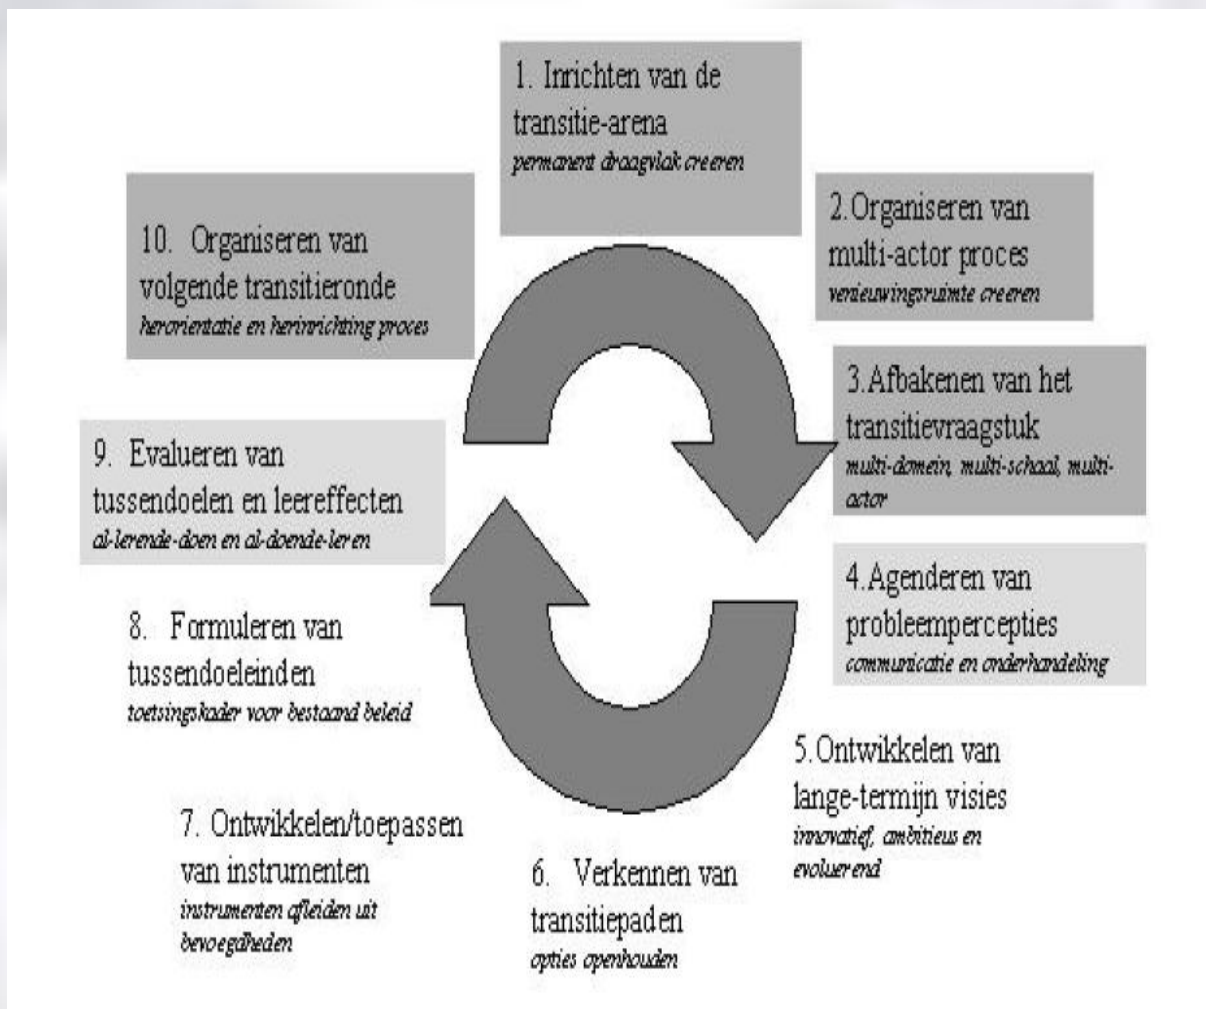 1. Inrichten van de
transitie-arena
permanent draagvlak creeren
2.Organiseren van
multi-actor proces
vernieuwingsruimte creeren
3.Afbakenen van het
transitievraagstuk
multi-domein, multi-schaal, multi-
actor
4.Agenderen van
probleempercepties
communicatie en onderhandeling
5.Ontwikkelen van
lange-termijn visies
innovatief, ambitieus en
evoluerend
6. Verkennen van
transitiepaden
opties openhouden
7. Ontwikkelen/toepassen
van instrumenten
instrumenten afleiden uit
bevoegdheden
8. Formuleren van
tussendoeleinden
toetsingskader voor bestaand beleid
9. Evalueren van
tussendoelen en leereffecten
al-lerende-doen en al-doende-leren
10. Organiseren van
volgende transitieronde
herorientatie en herinrichting proces